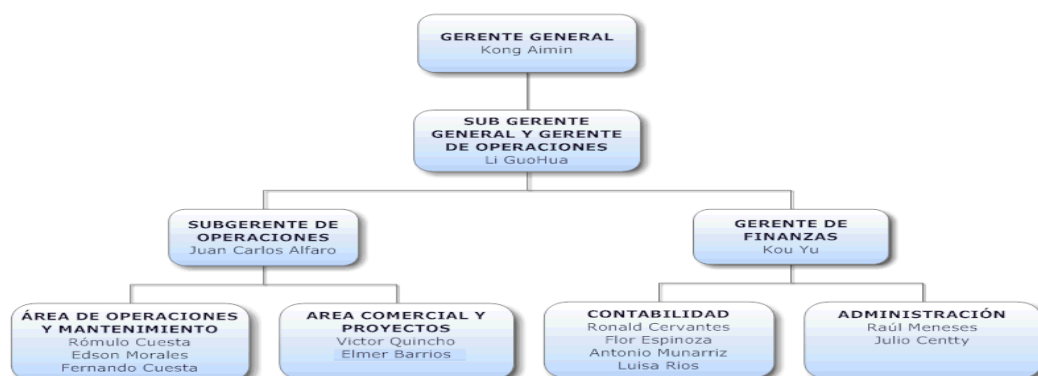 GERENTE GENERAL
Kong Aimin
SUB GERENTE
GENERAL Y GERENTE
DE OPERACIONES
Li GuoHua
SUBGERENTE DE
OPERACIONES
Juan Carlos Alfaro
GERENTE DE
FINANZAS
Kou Yu
ÁREA DE OPERACIONES
Y MANTENIMIENTO
Rómulo Cuesta
Edson Morales
Fernando Cuesta
AREA COMERCIAL Y
PROYECTOS
Victor Quincho
Elmer Barrios
CONTABILIDAD
Ronald Cervantes
Flor Espinoza
Antonio Munarriz
Luisa Rios
ADMINISTRACIÓN
Raúl Meneses
Julio Centty